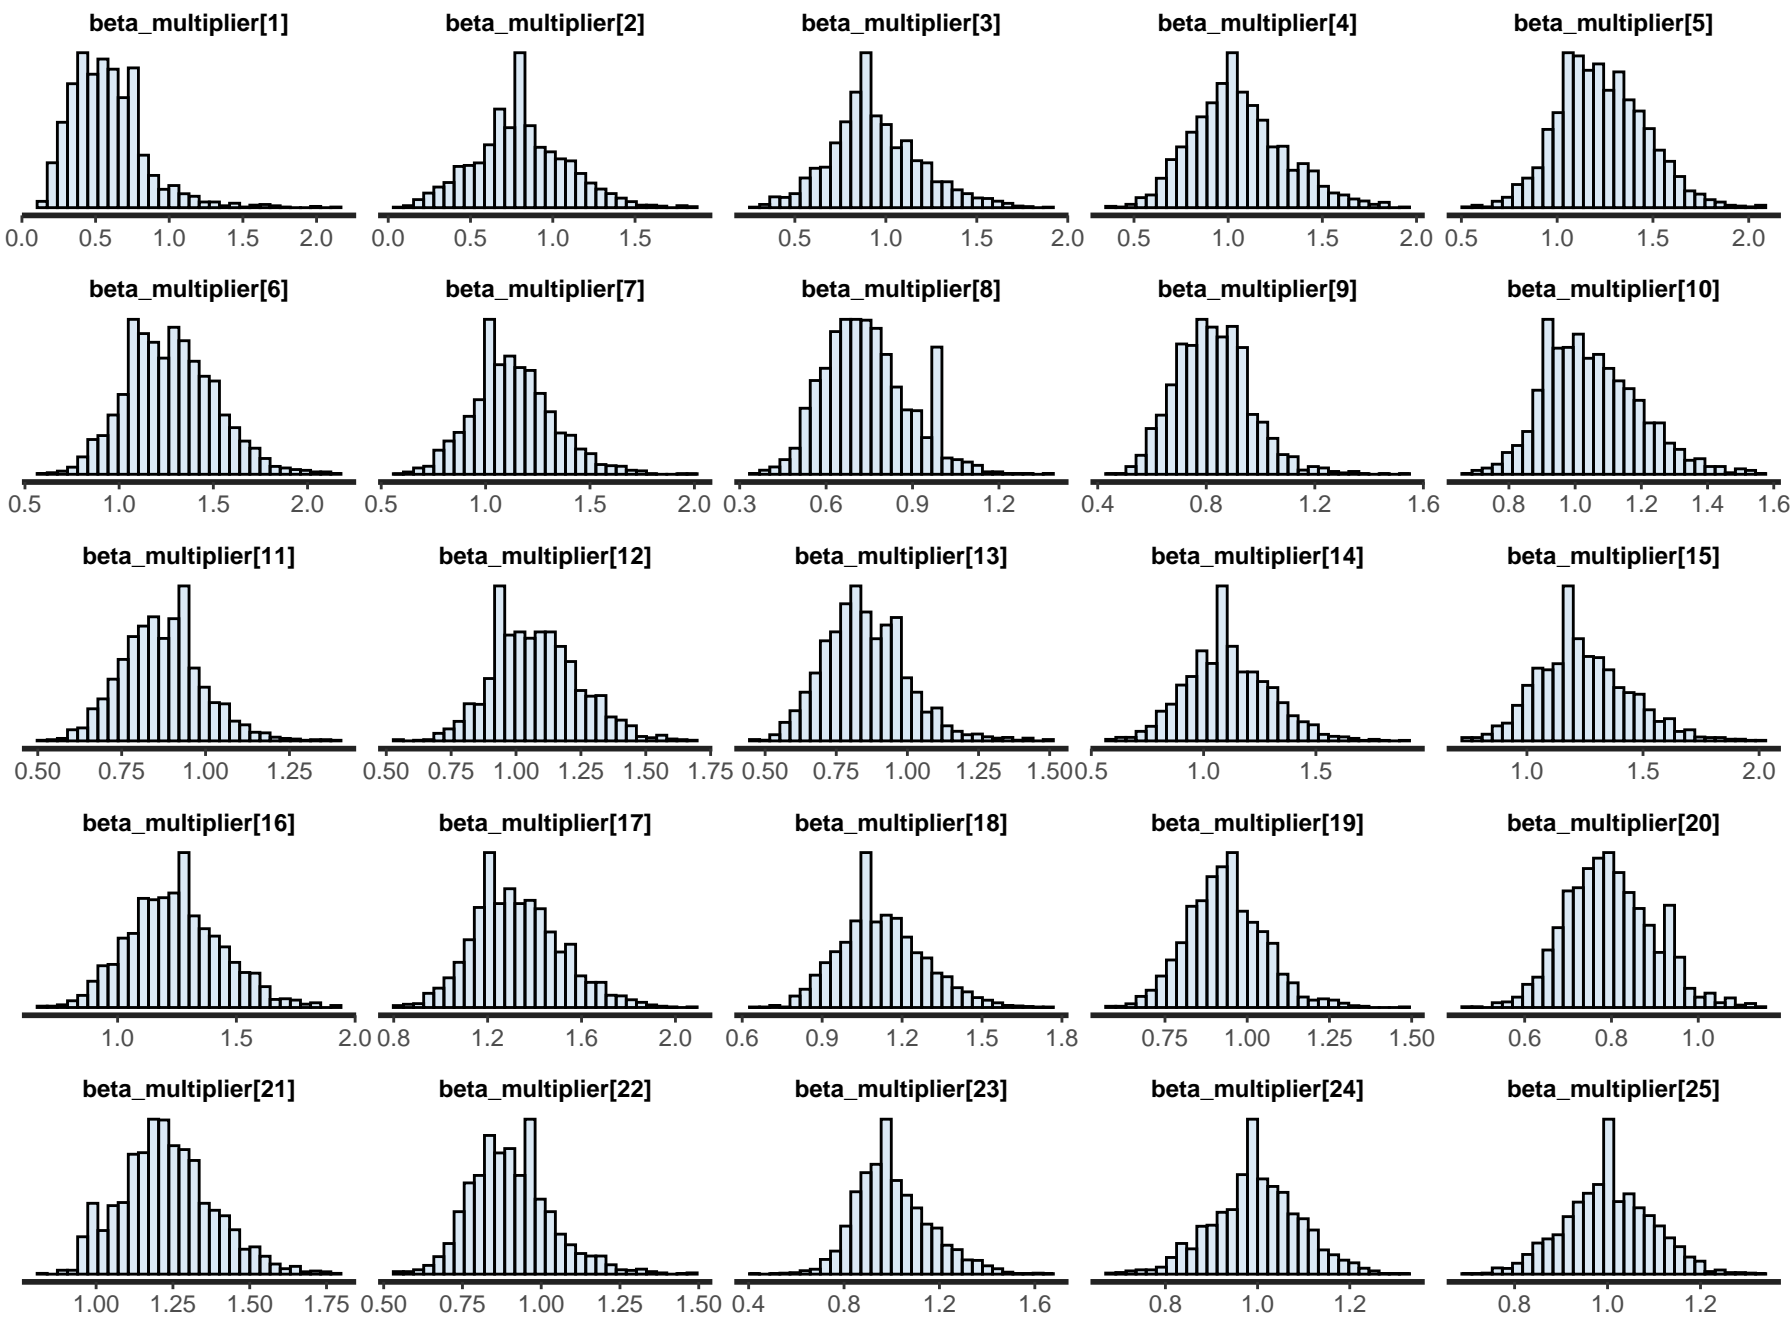 beta_multiplier[1] beta_multiplier[2] beta_multiplier[3] beta_multiplier[4] beta_multiplier[5]
0.0 0.5 1.0 1.5 2.0 0.0 0.5 1.0 1.5 0.5 1.0 1.5 2.0 0.5 1.0 1.5 2.0 0.5 1.0 1.5 2.0
beta_multiplier[6] beta_multiplier[7] beta_multiplier[8] beta_multiplier[9] beta_multiplier[10]
0.5 1.0 1.5 2.0 0.5 1.0 1.5 2.0 0.3 0.6 0.9 1.2 0.4 0.8 1.2 1.6 0.8 1.0 1.2 1.4 1.6
beta_multiplier[11] beta_multiplier[12] beta_multiplier[13] beta_multiplier[14] beta_multiplier[15]
0.50 0.75 1.00 1.25 0.50 0.75 1.00 1.25 1.50 1.75 0.50 0.75 1.00 1.25 1.50 0.5 1.0 1.5 1.0 1.5 2.0
beta_multiplier[16] beta_multiplier[17] beta_multiplier[18] beta_multiplier[19] beta_multiplier[20]
1.0 1.5 2.0 0.8 1.2 1.6 2.0 0.6 0.9 1.2 1.5 1.8 0.75 1.00 1.25 1.50 0.6 0.8 1.0
beta_multiplier[21] beta_multiplier[22] beta_multiplier[23] beta_multiplier[24] beta_multiplier[25]
1.00 1.25 1.50 1.75 0.50 0.75 1.00 1.25 1.50 0.4 0.8 1.2 1.6 0.8 1.0 1.2 0.8 1.0 1.2